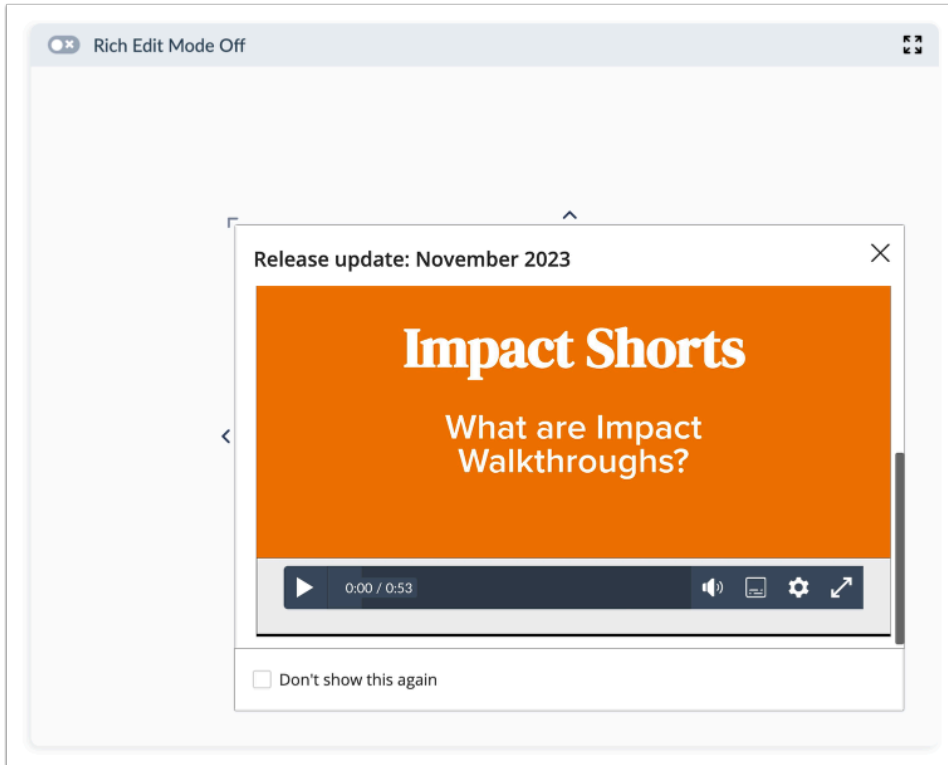 Rich Edit Mode Off
Release update: November 2023
Impact Shorts
What are Impact
Walkthroughs?
0:00 / 0:53
Don't show this again